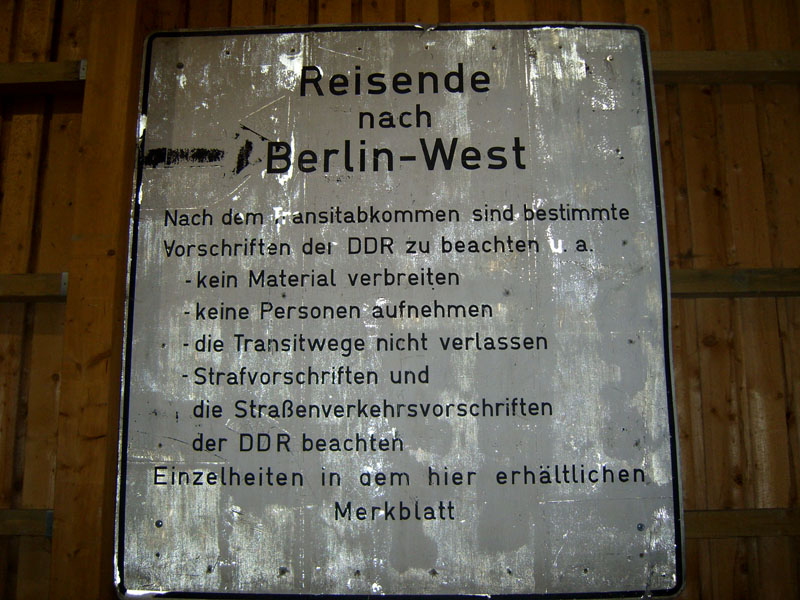 Reisende
nach
Berlin-West
Nach dem Transitabkommen sind bestimmte
Vorschriften der DDR zu beachten u. a.
- kein Material verbreiten
- keine Personen aufnehmen
- die Transitwege nicht verlassen
- Strafvorschriften und
die Straßenverkehrsvorschriften
der DDR beachten
Einzelheiten in dem hier erhältlichen
Merkblatt